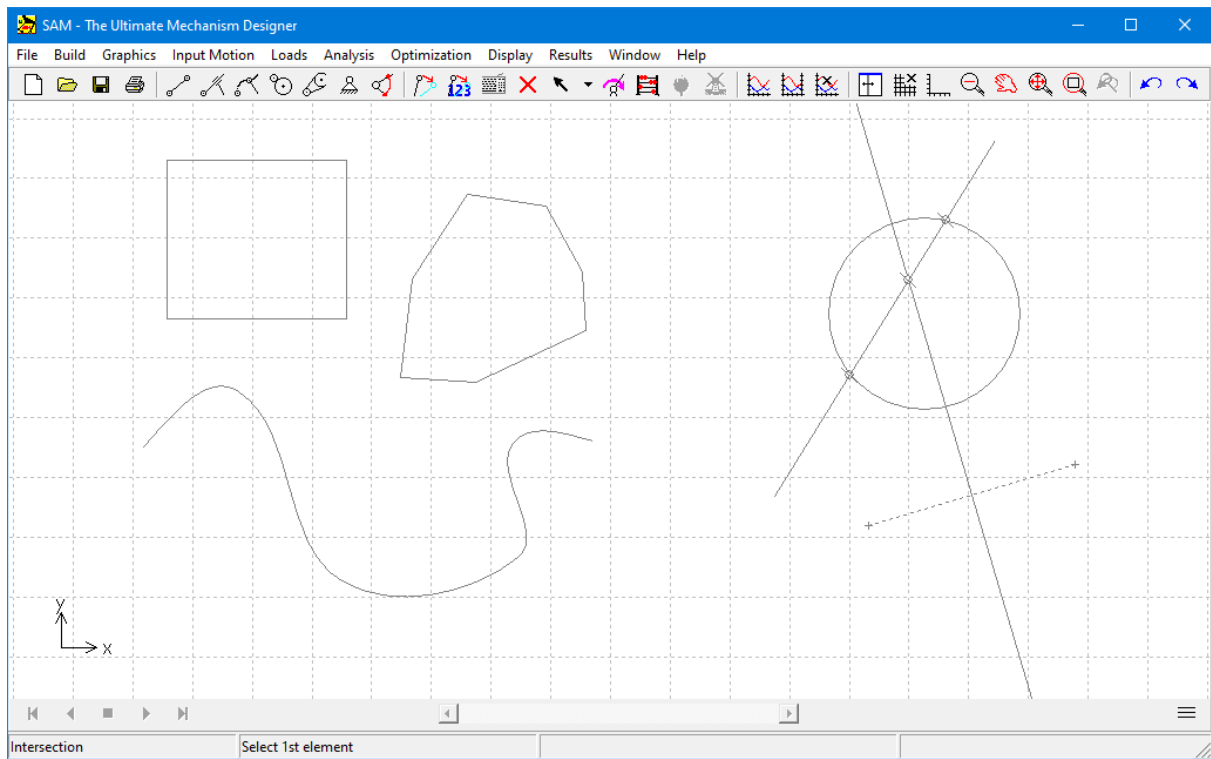 SAM - The Ultimate Mechanism Designer
File Build Graphics Input Motion Loads Analysis Optimization Display Results Window Help
123
y
x
Intersection Select 1st element